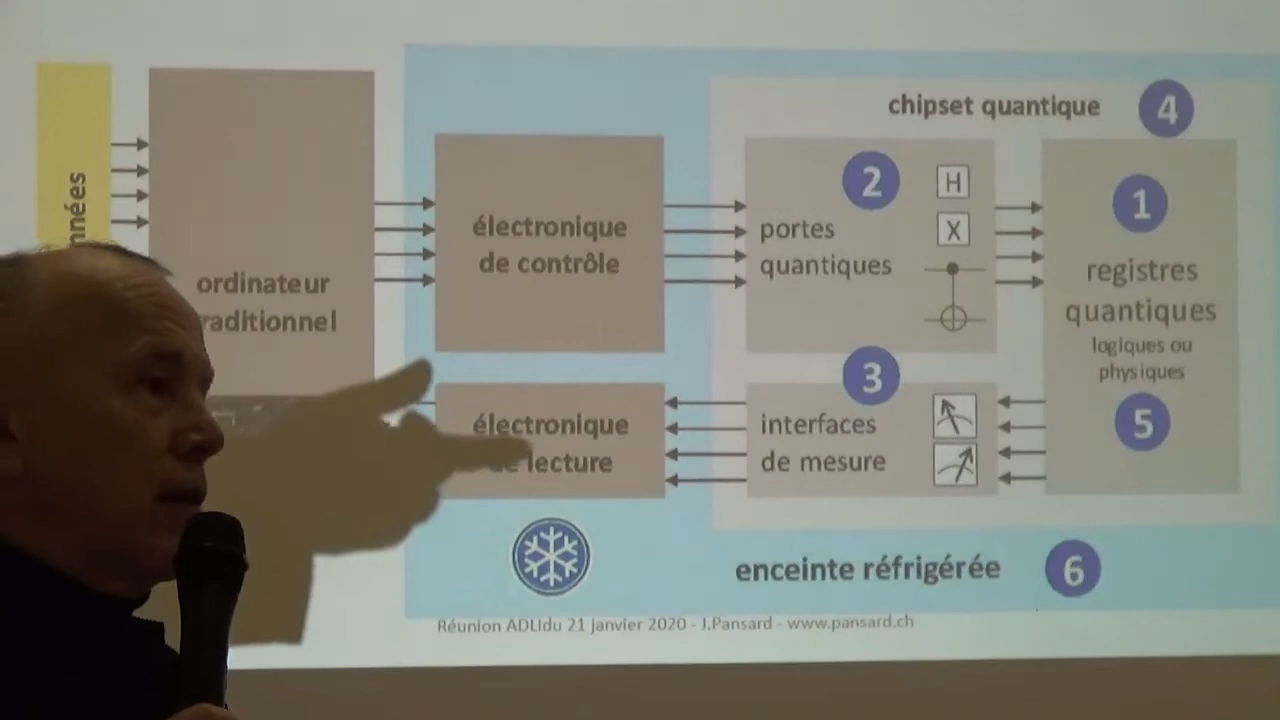 chipset quantique 4
nnées
ordinateur
raditionnel
électronique
de contrôle
2
H
X
portes
quantiques
1
registres
quantiques
logiques ou
physiques
5
3
électronique
lecture
interfaces
de mesure
enceinte réfrigérée 6
Réunion ADLIdu 21 janvier 2020 - J.Pansard - www.pansard.ch